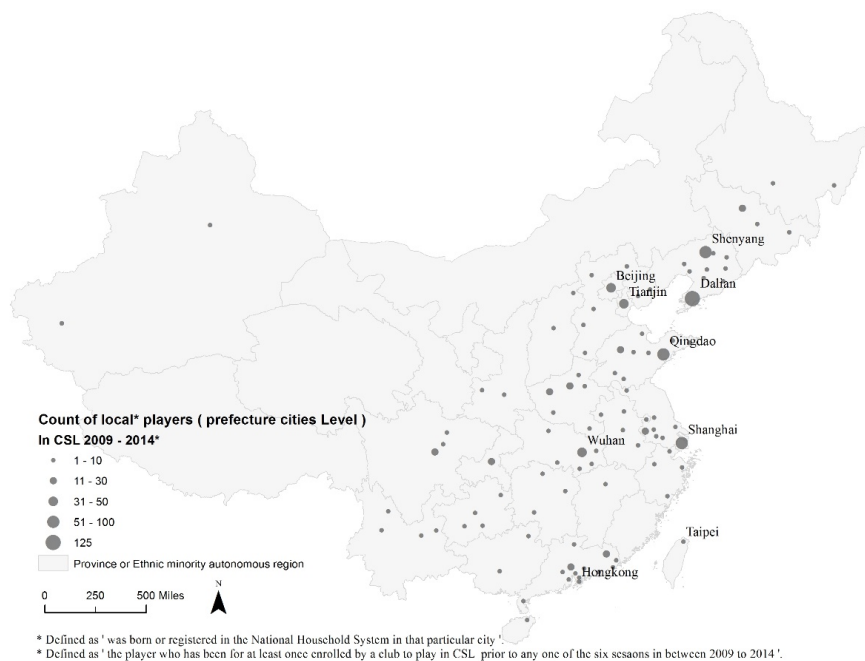 Shenyang
Beijing
Tianjin
Dalian
Qingdao
Count of local* players ( prefecture cities Level )
In CSL 2009 - 2014*
Shanghai
Wuhan
1 - 10
11 - 30
31 - 50
51 - 100
125
Taipei
Province or Ethnic minority autonomous region
Hongkong
N
0 250 500 Miles
* Defined as ' was born or registered in the National Household System in that particular city '.
* Defined as ' the player who has been for at least once enrolled by a club to play in CSL prior to any one of the six sesaons in between 2009 to 2014 '.